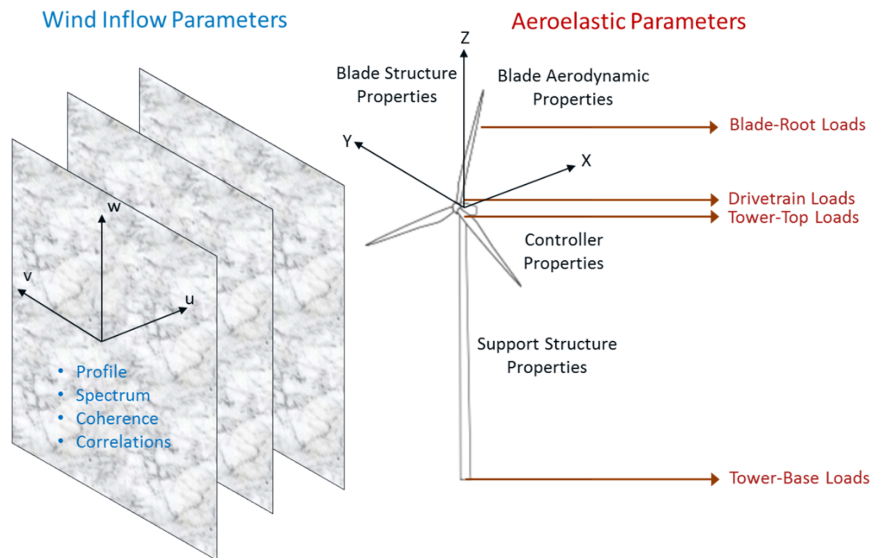 Wind Inflow Parameters
w
v
u
• Profile
• Spectrum
• Coherence
• Correlations
Aeroelastic Parameters
Z
Blade Structure
Properties
Blade Aerodynamic
Properties
Y
X
Controller
Properties
Support Structure
Properties
Blade-Root Loads
Drivetrain Loads
Tower-Top Loads
Tower-Base Loads